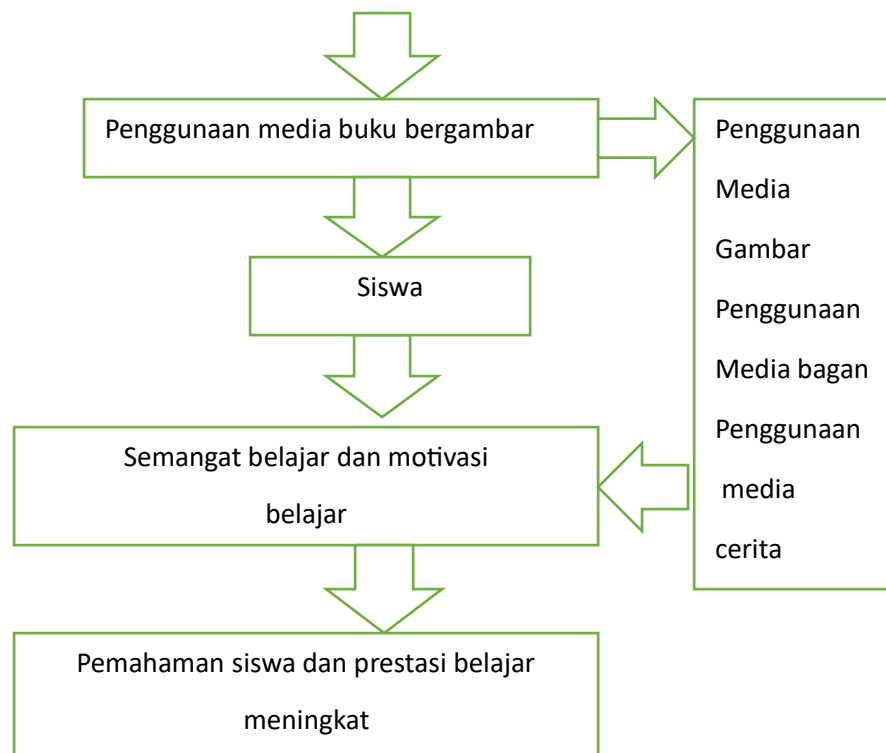 Penggunaan media buku bergambar
Penggunaan
Media
Gambar
Penggunaan
Media bagan
Penggunaan
media
cerita
Siswa
Semangat belajar dan motivasi
belajar
Pemahaman siswa dan prestasi belajar
meningkat